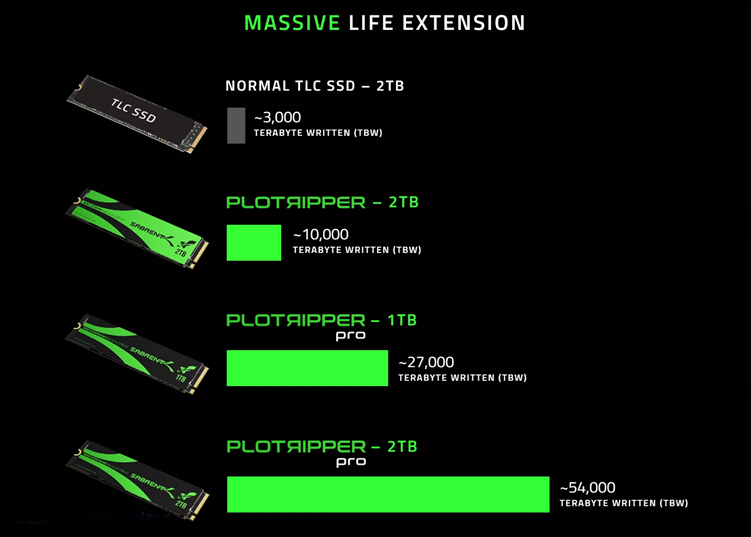 MASSIVE LIFE EXTENSION
NORMAL TLC SSD – 2TB
TLC SSD
~3,000
TERABYTE WRITTEN (TBW)
PLOTRIPPER – 2TB
SABRENT
2TB
~10,000
TERABYTE WRITTEN (TBW)
PLOTRIPPER – 1TB
pro
SABRENT
1TB
~27,000
TERABYTE WRITTEN (TBW)
PLOTRIPPER – 2TB
pro
SABRENT
2TB
~54,000
TERABYTE WRITTEN (TBW)